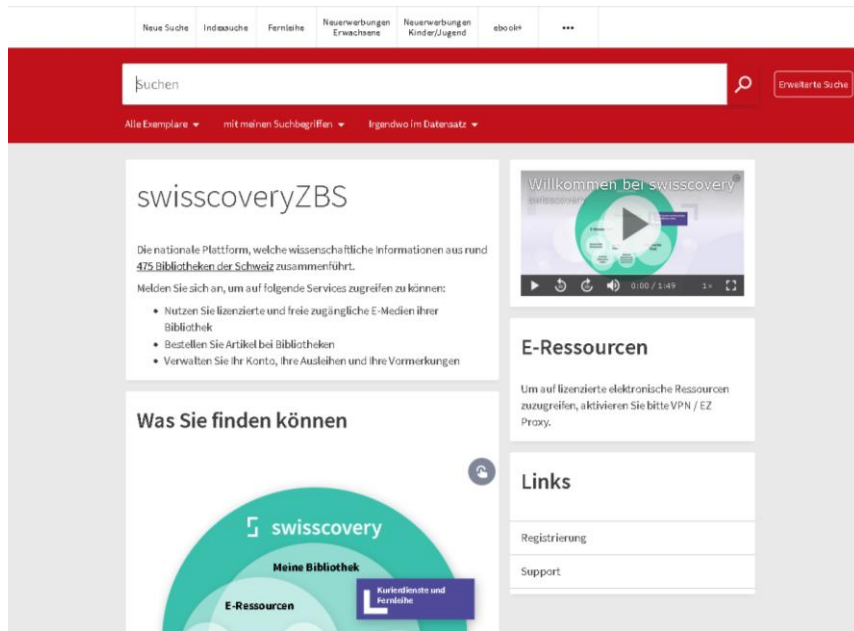 Neue Suche
Indexsuche
Fernleihe
Neuerwerbungen
Erwachsene
Neuerwerbungen
Kinder/Jugend
ebook+
•••
Suchen
Erweiterte Suche
Alle Exemplare
mit meinen Suchbegriffen
Irgendwo im Datensatz
swisscoveryZBS
Die nationale Plattform, welche wissenschaftliche Informationen aus rund
475 Bibliotheken der Schweiz zusammenführt.
Melden Sie sich an, um auf folgende Services zugreifen zu können:
• Nutzen Sie lizenzierte und freie zugängliche E-Medien ihrer
Bibliothek
• Bestellen Sie Artikel bei Bibliotheken
• Verwalten Sie Ihr Konto, Ihre Ausleihen und Ihre Vormerkungen
Was Sie finden können
swisscovery
Meine Bibliothek
Kurierdienste und
Fernleihe
E-Ressourcen
Willkommen bei swisscovery
swisscovery
0:00 / 1:49
1x
E-Ressourcen
Um auf lizenzierte elektronische Ressourcen
zuzugreifen, aktivieren Sie bitte VPN / EZ
Proxy.
Links
Registrierung
Support